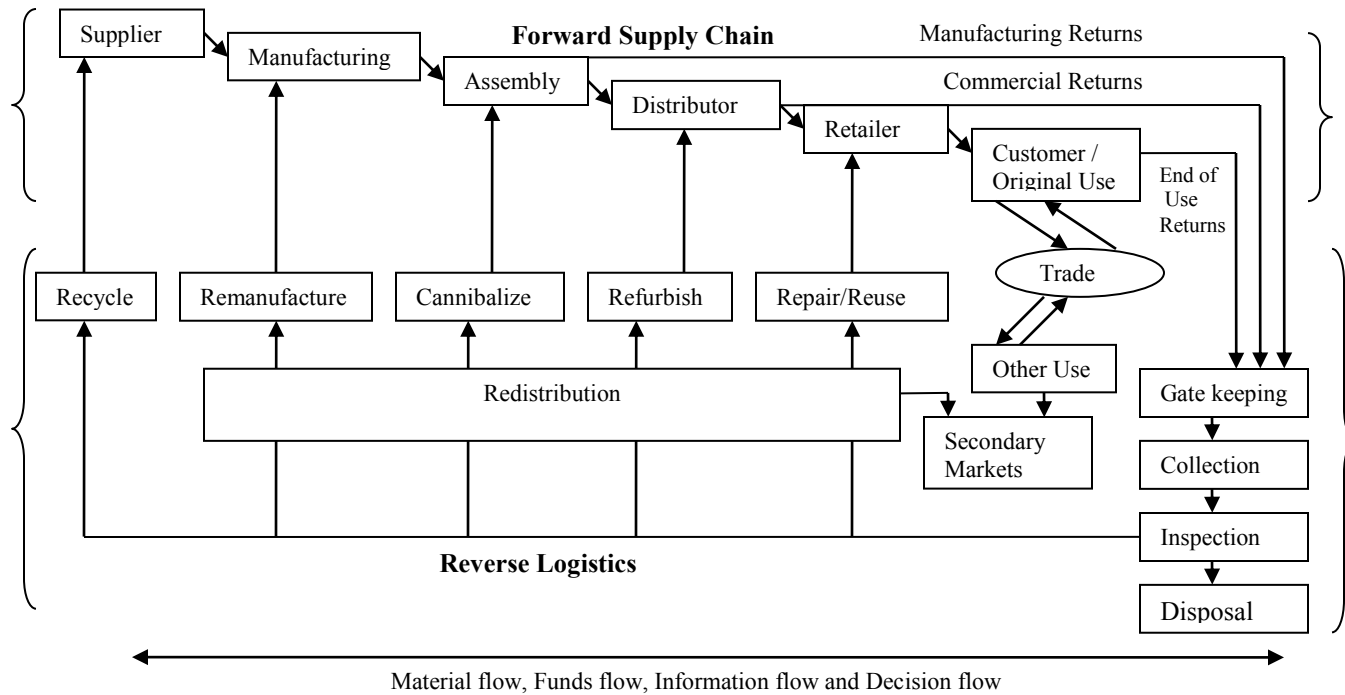 Supplier
Forward Supply Chain
Manufacturing Returns
Manufacturing
Assembly
Commercial Returns
Distributor
Retailer
Customer /
Original Use
End of
Use
Returns
Trade
Recycle
Remanufacture
Cannibalize
Refurbish
Repair/Reuse
Other Use
Redistribution
Gate keeping
Secondary
Markets
Collection
Inspection
Reverse Logistics
Disposal
Material flow, Funds flow, Information flow and Decision flow